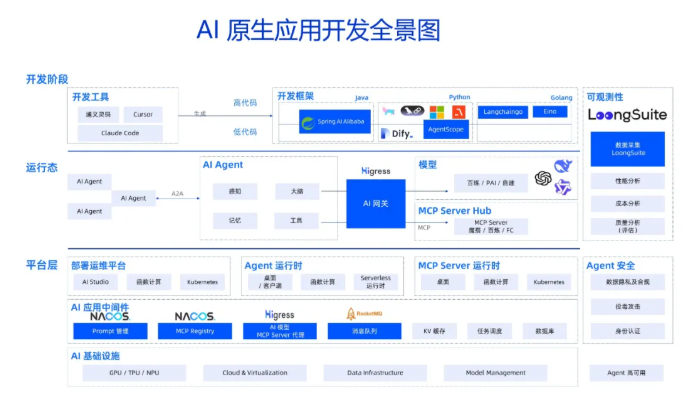 AI 原生应用开发全景图
开发阶段
开发工具
通义灵码
Cursor
Claude Code
生成
高代码
低代码
开发框架
Java
Python
Golang
Spring AI Alibaba
Dify.
AgentScope
Langchaingo
Eino
可观测性
LoongSuite
数据采集
LoongSuite
性能分析
成本分析
质量分析
(评估)
运行态
AI Agent
AI Agent
AI Agent
A2A
AI Agent
感知
大脑
记忆
工具
Higress
AI 网关
MCP
模型
百炼 / PAI / 自建
MCP Server Hub
MCP Server
魔搭 / 百炼 / FC
平台层
部署运维平台
AI Studio
函数计算
Kubernetes
Agent 运行时
桌面
/ 客户端
函数计算
Serverless
运行时
MCP Server 运行时
桌面
函数计算
Kubernetes
Agent 安全
数据隐私及合规
投毒攻击
身份认证
AI 应用中间件
NACOS.
Prompt 管理
NACOS.
MCP Registry
Higress
AI 模型
MCP Server 代理
RocketMQ
消息队列
KV 缓存
任务调度
数据库
AI 基础设施
GPU / TPU / NPU
Cloud & Virtualization
Data Infrastructure
Model Management
Agent 高可用